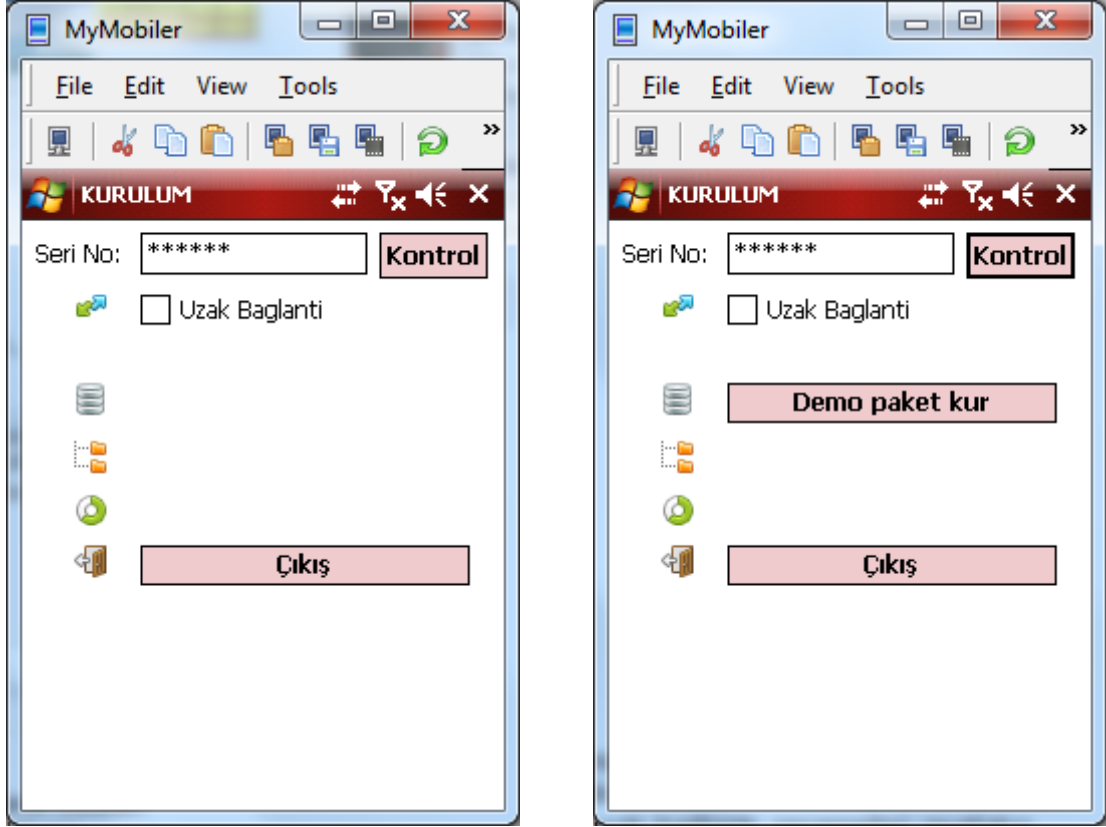 MyMobiler
File Edit View Tools
KURULUM
Seri No: ****** Kontrol
Uzak Baglanti
Çıkış
MyMobiler
File Edit View Tools
KURULUM
Seri No: ****** Kontrol
Uzak Baglanti
Demo paket kur
Çıkış